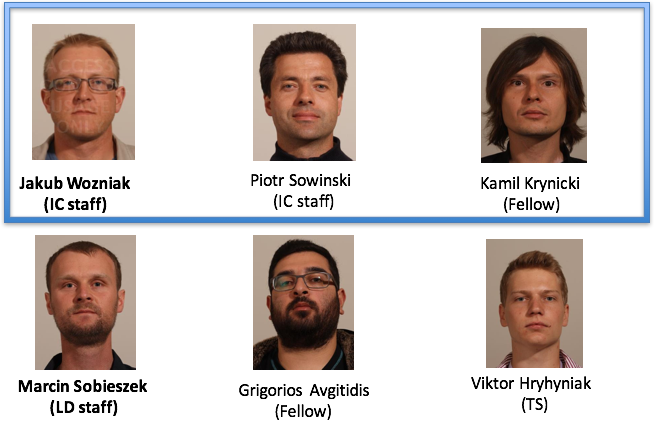 Jakub Wozniak
(IC staff)
Piotr Sowinski
(IC staff)
Kamil Krynicki
(Fellow)
Marcin Sobieszek
(LD staff)
Grigorios Avgitidis
(Fellow)
Viktor Hryhyniak
(TS)